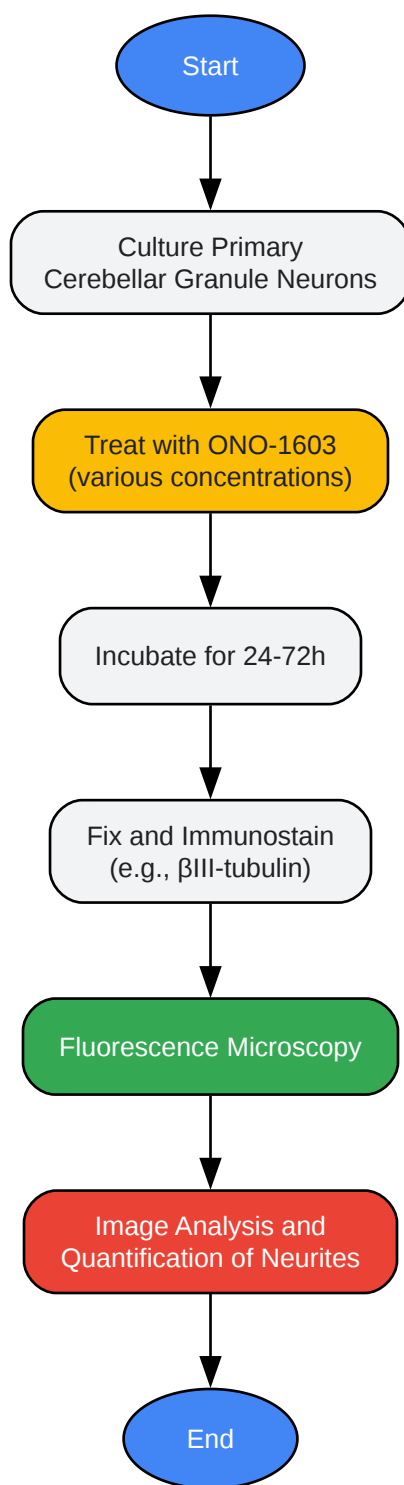 Start
Culture Primary
Cerebellar Granule Neurons
Treat with ONO-1603
(various concentrations)
Incubate for 24-72h
Fix and Immunostain
(e.g., βIII-tubulin)
Fluorescence Microscopy
Image Analysis and
Quantification of Neurites
End